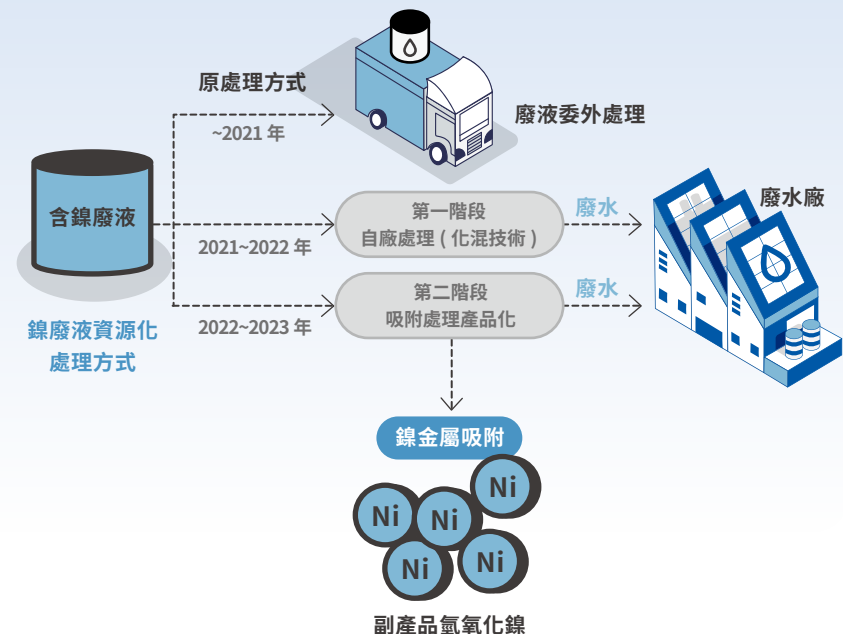 原處理方式
~2021 年
廢液委外處理
含鎳廢液
2021~2022 年
第一階段
自廠處理 ( 化混技術 )
廢水
廢水廠
2022~2023 年
第二階段
吸附處理產品化
廢水
鎳廢液資源化
處理方式
鎳金屬吸附
Ni
Ni
Ni
Ni
Ni
副產品氫氧化鎳